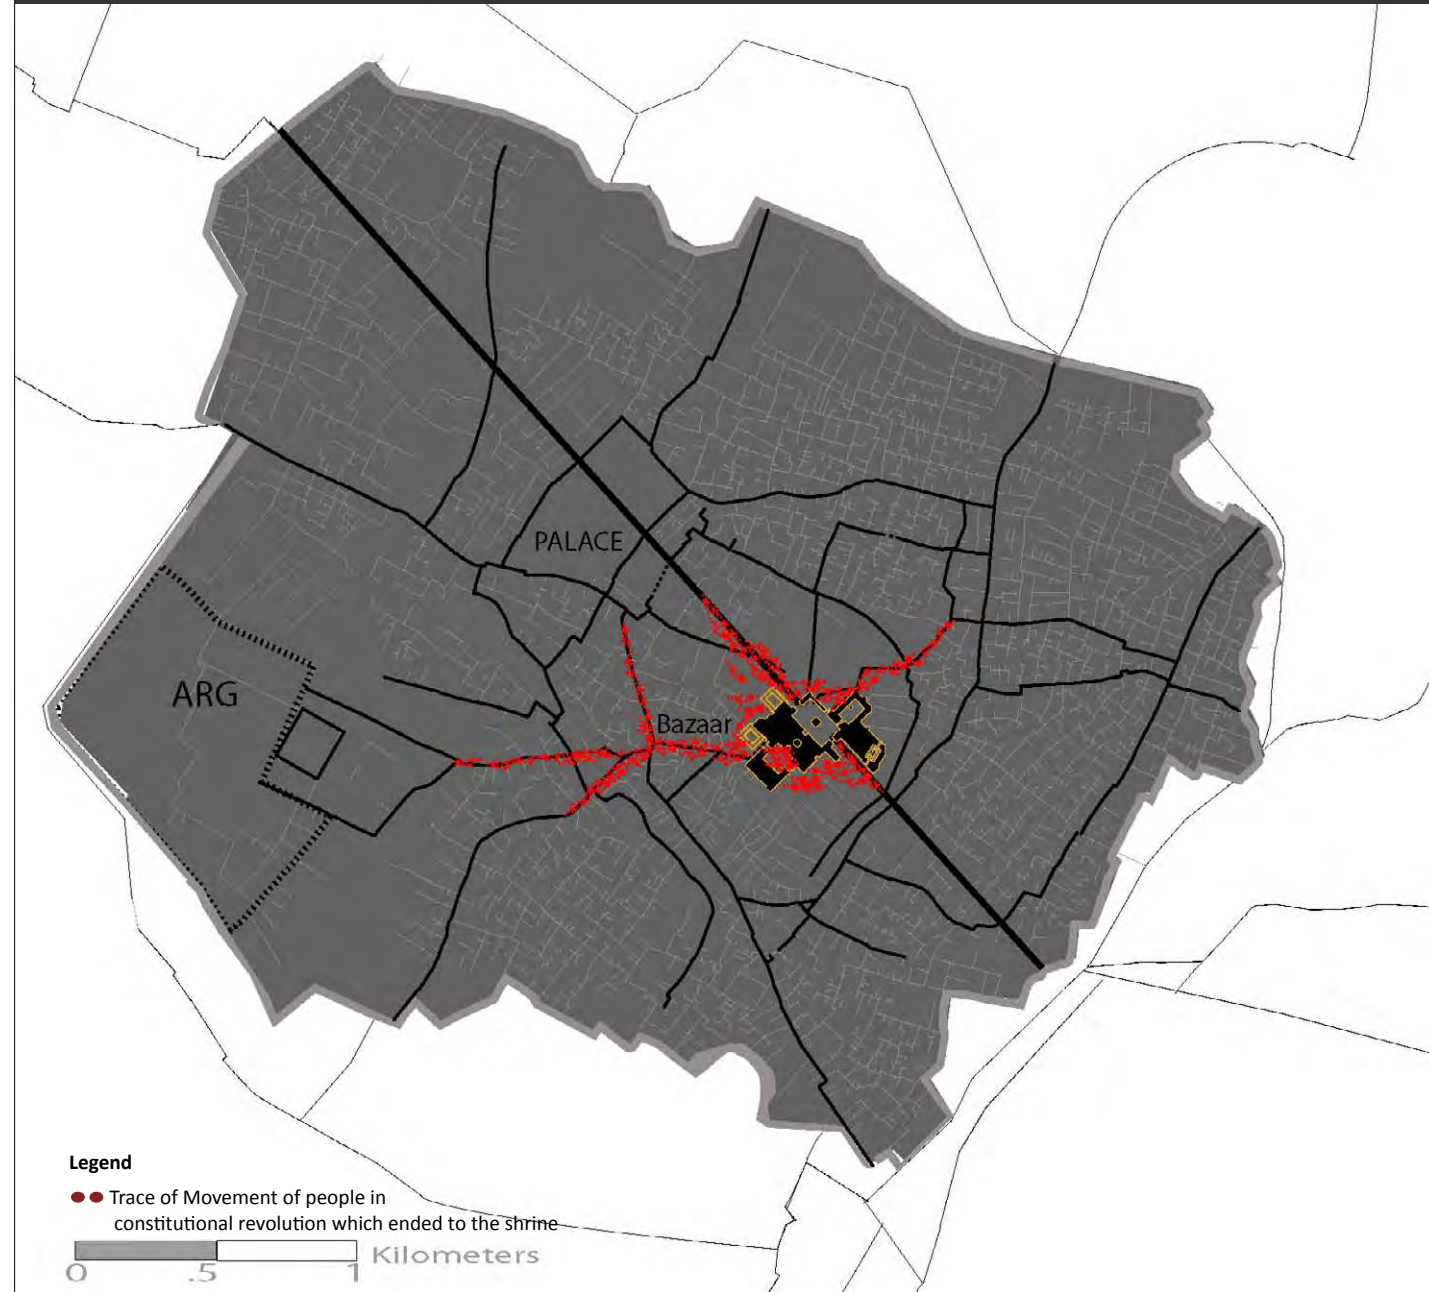 PALACE
ARG
Bazaar
Legend
Trace of Movement of people in
constitutional revolution which ended to the shrine
Kilometers
0 .5 1